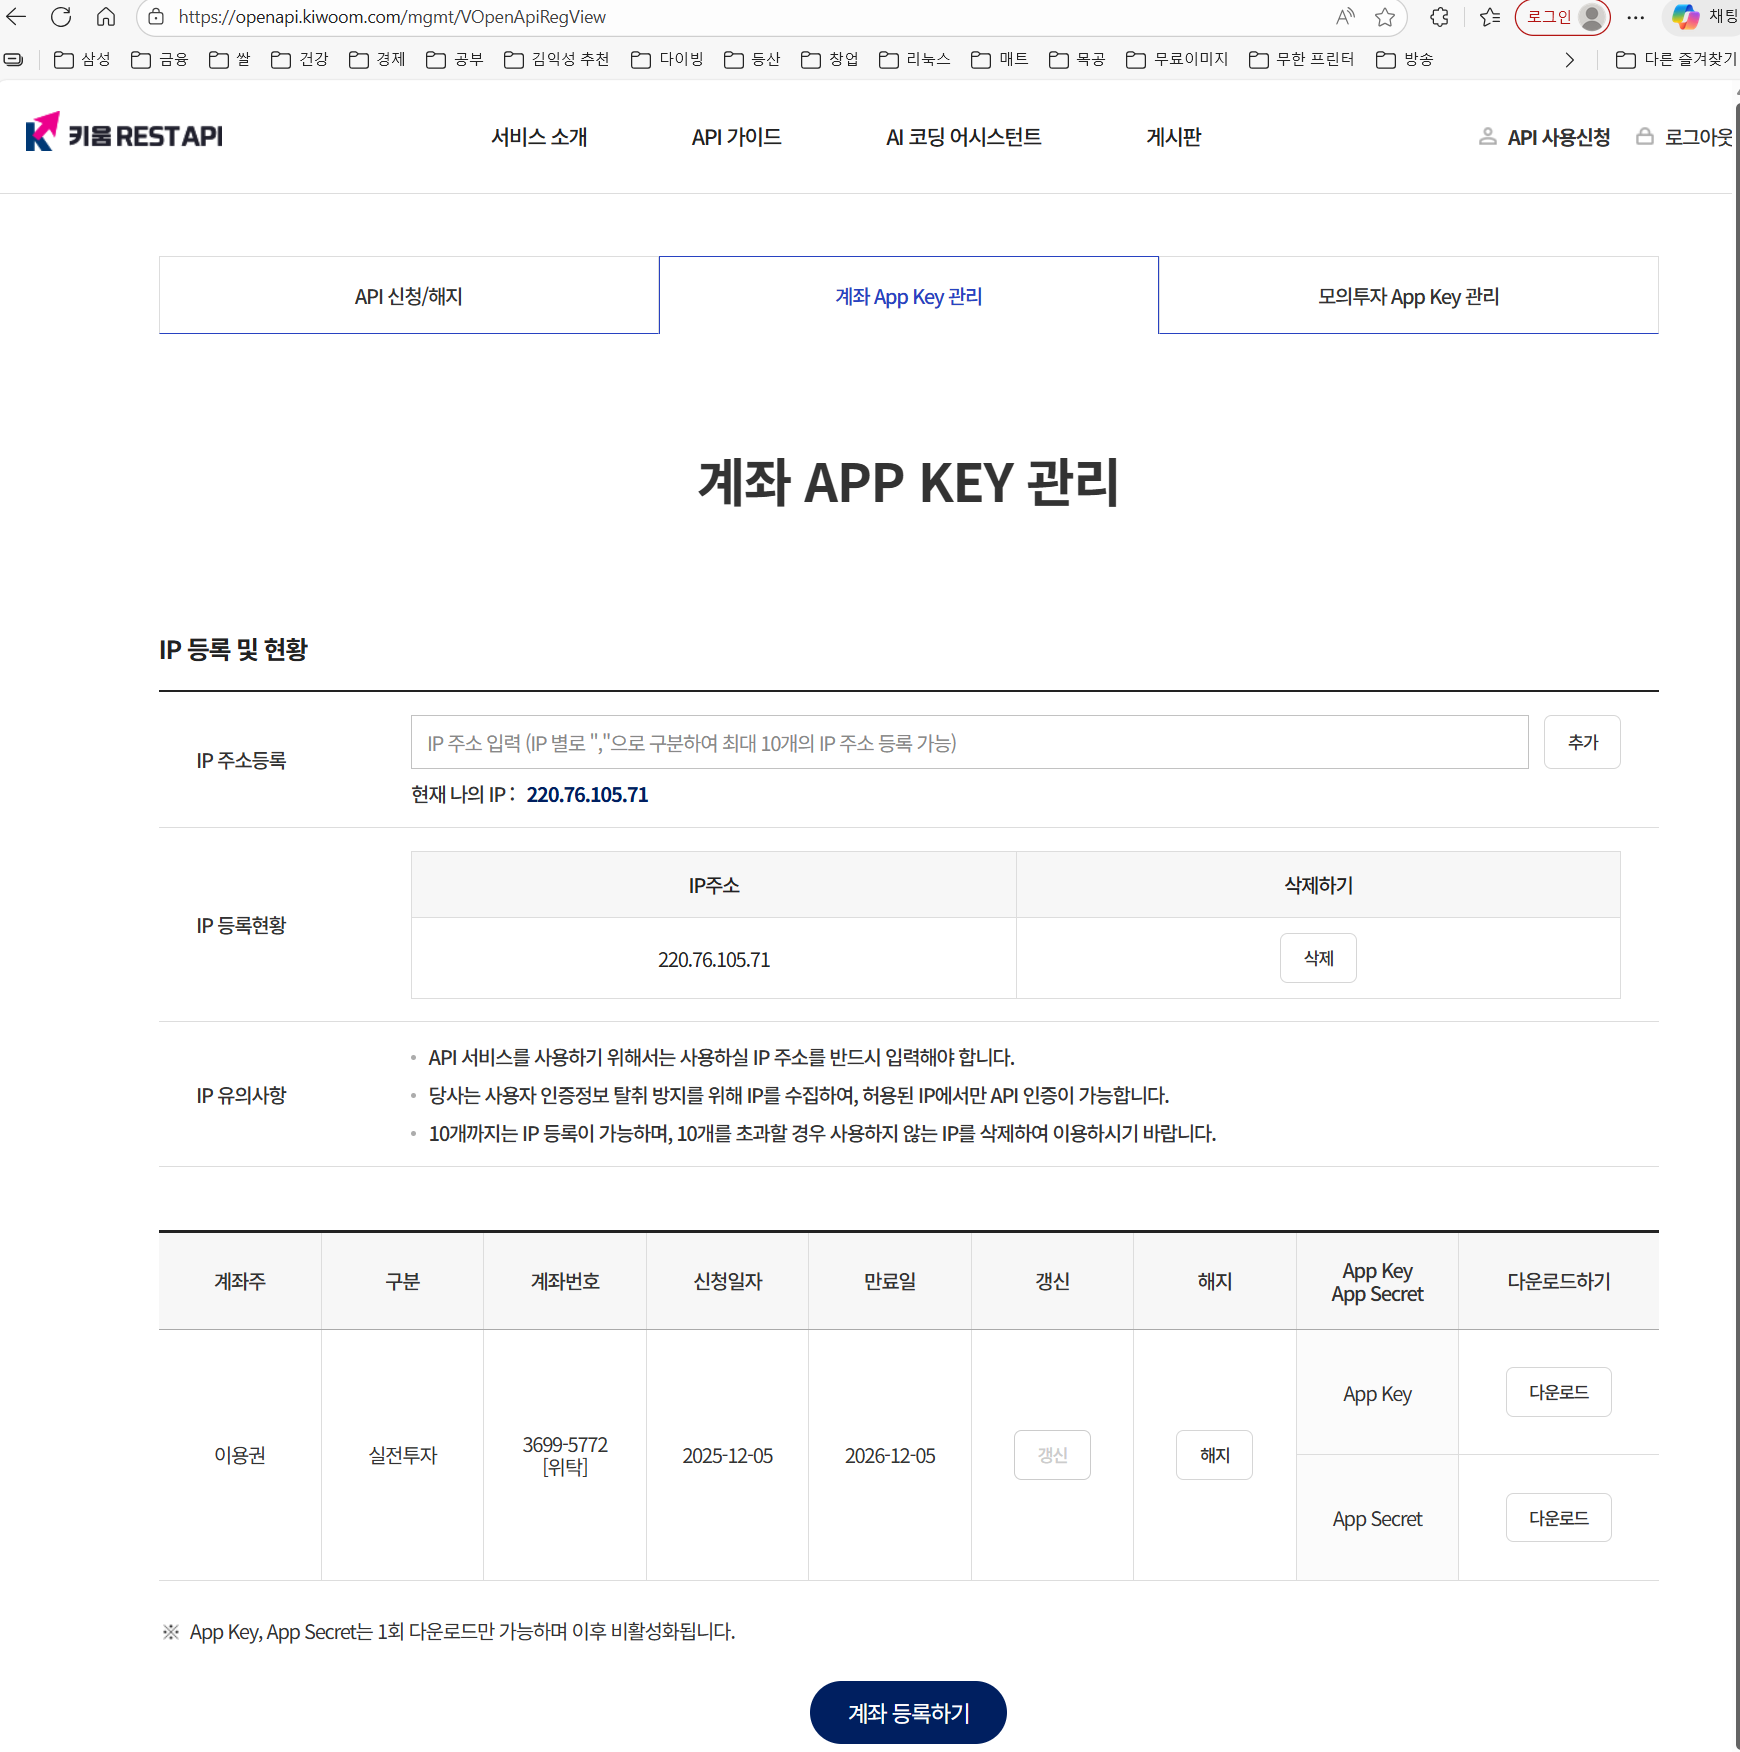 https://openapi.kiwoom.com/mgmt/VOpenApiRegView
로그인
채팅
삼성 금융 쌀 건강 경제 공부 김익성 추천 다이빙 등산 창업 리눅스 매트 목공 무료이미지 무한 프린터 방송 다른 즐겨찾기
키움 REST API
서비스 소개 API 가이드 AI 코딩 어시스턴트 게시판 API 사용신청 로그아웃
API 신청/해지 계좌 App Key 관리 모의투자 App Key 관리
계좌 APP KEY 관리
IP 등록 및 현황
IP 주소등록
IP 주소 입력 (IP 별로 ","으로 구분하여 최대 10개의 IP 주소 등록 가능) 추가
현재 나의 IP : 220.76.105.71
IP 등록현황
IP주소 삭제하기
220.76.105.71 삭제
IP 유의사항
• API 서비스를 사용하기 위해서는 사용하실 IP 주소를 반드시 입력해야 합니다.
• 당사는 사용자 인증정보 탈취 방지를 위해 IP를 수집하여, 허용된 IP에서만 API 인증이 가능합니다.
• 10개까지는 IP 등록이 가능하며, 10개를 초과할 경우 사용하지 않는 IP를 삭제하여 이용하시기 바랍니다.
계좌주 구분 계좌번호 신청일자 만료일 갱신 해지 App Key App Secret 다운로드하기
이용권 실전투자 3699-5772 [위탁] 2025-12-05 2026-12-05 갱신 해지
App Key 다운로드
App Secret 다운로드
※ App Key, App Secret는 1회 다운로드만 가능하며 이후 비활성화됩니다.
계좌 등록하기